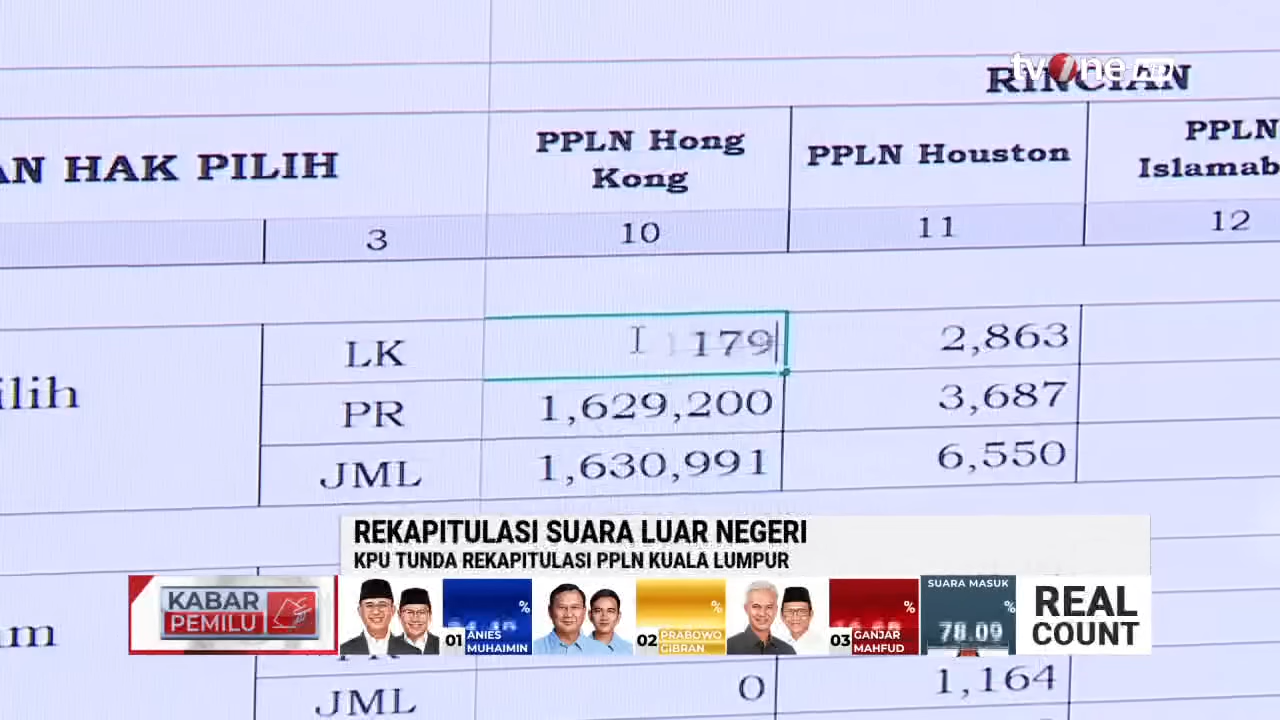 tvOne
RINCIAN
AN HAK PILIH
PPLN Hong
Kong
PPLN Houston
PPLN
Islamab
3
10
11
12
LK
179
2,863
ilih
PR
1,629,200
3,687
JML
1,630,991
6,550
REKAPITULASI SUARA LUAR NEGERI
KPU TUNDA REKAPITULASI PPLN KUALA LUMPUR
KABAR
PEMILU
%
01 ANIES
MUHAIMIN
%
02 PRABOWO
GIBRAN
%
03 GANJAR
MAHFUD
SUARA MASUK
78.09 %
REAL
COUNT
am
JML
0
1,164